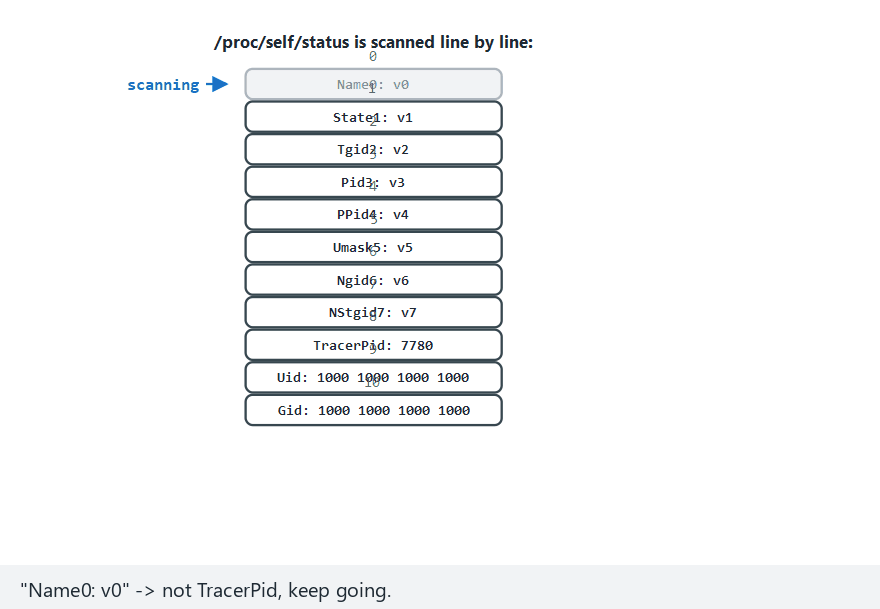 /proc/self/status is scanned line by line:
0
scanning
Name0: v0
1
State1: v1
2
Tgid2: v2
3
Pid3: v3
4
PPid4: v4
5
Umask5: v5
6
Ngid6: v6
7
NStgid7: v7
8
TracerPid: 7780
9
Uid: 1000 1000 1000 1000
10
Gid: 1000 1000 1000 1000
"Name0: v0" -> not TracerPid, keep going.